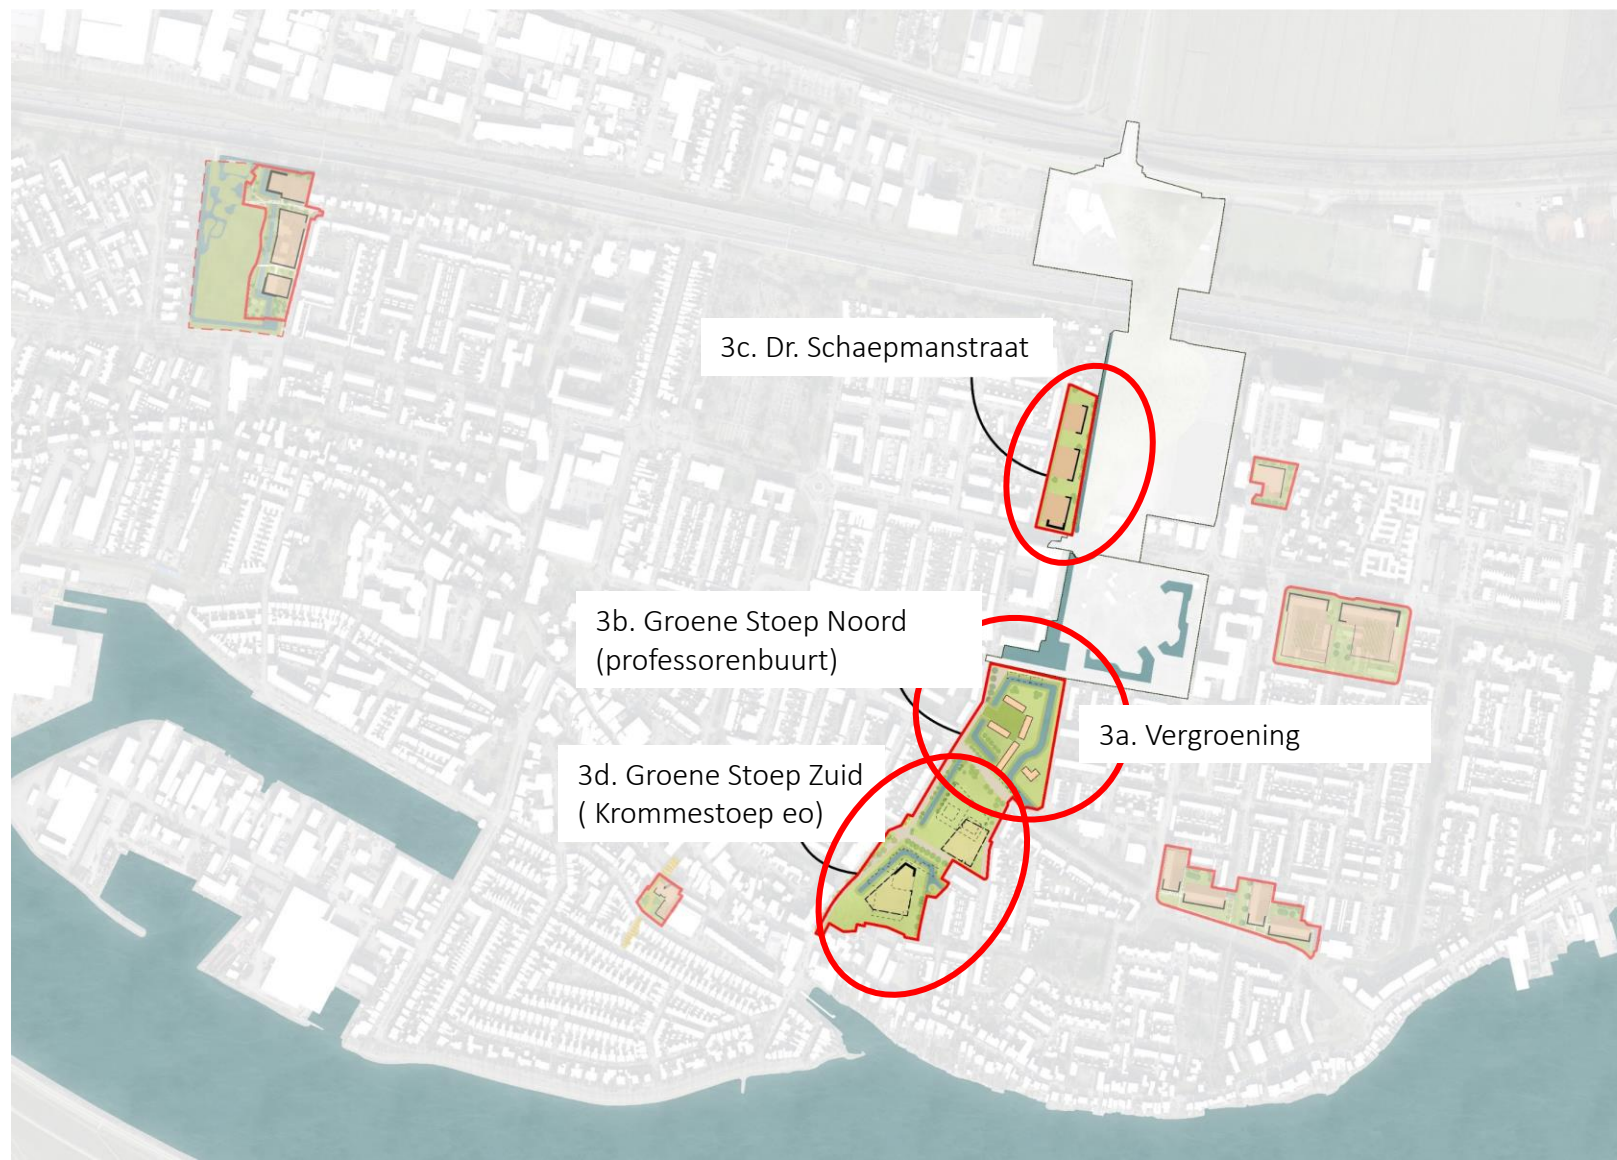 3c. Dr. Schaepmanstraat
3b. Groene Stoep Noord
(professorenbuurt)
3a. Vergroening
3d. Groene Stoep Zuid
( Krommestoep eo)